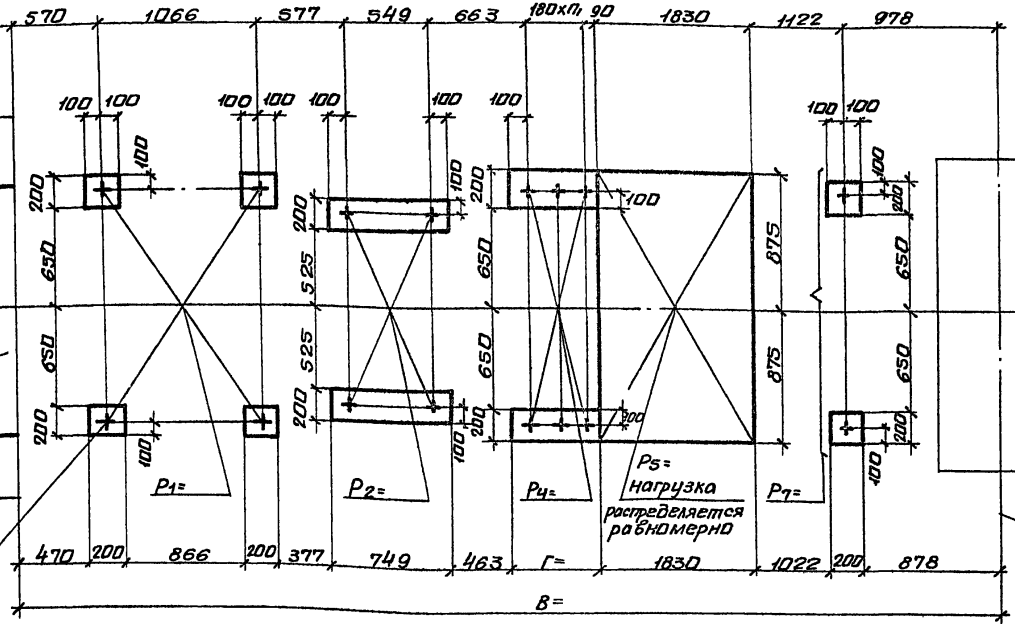 570 1066 577 549 663 180xn₁ 90 1830 1122 978
100 100 100 100 100 100 100 100 100
100 100 100 100
200 200 200 100 200
650 525 650 875 650
650 525 650 875 650
200 200 200 200 200
100 100 100
P₁= P₂= P₄= P₅= P₇=
нагрузка
распределяется
равномерно
470 200 866 200 377 749 463 Г= 1830 1022 200 878
В=